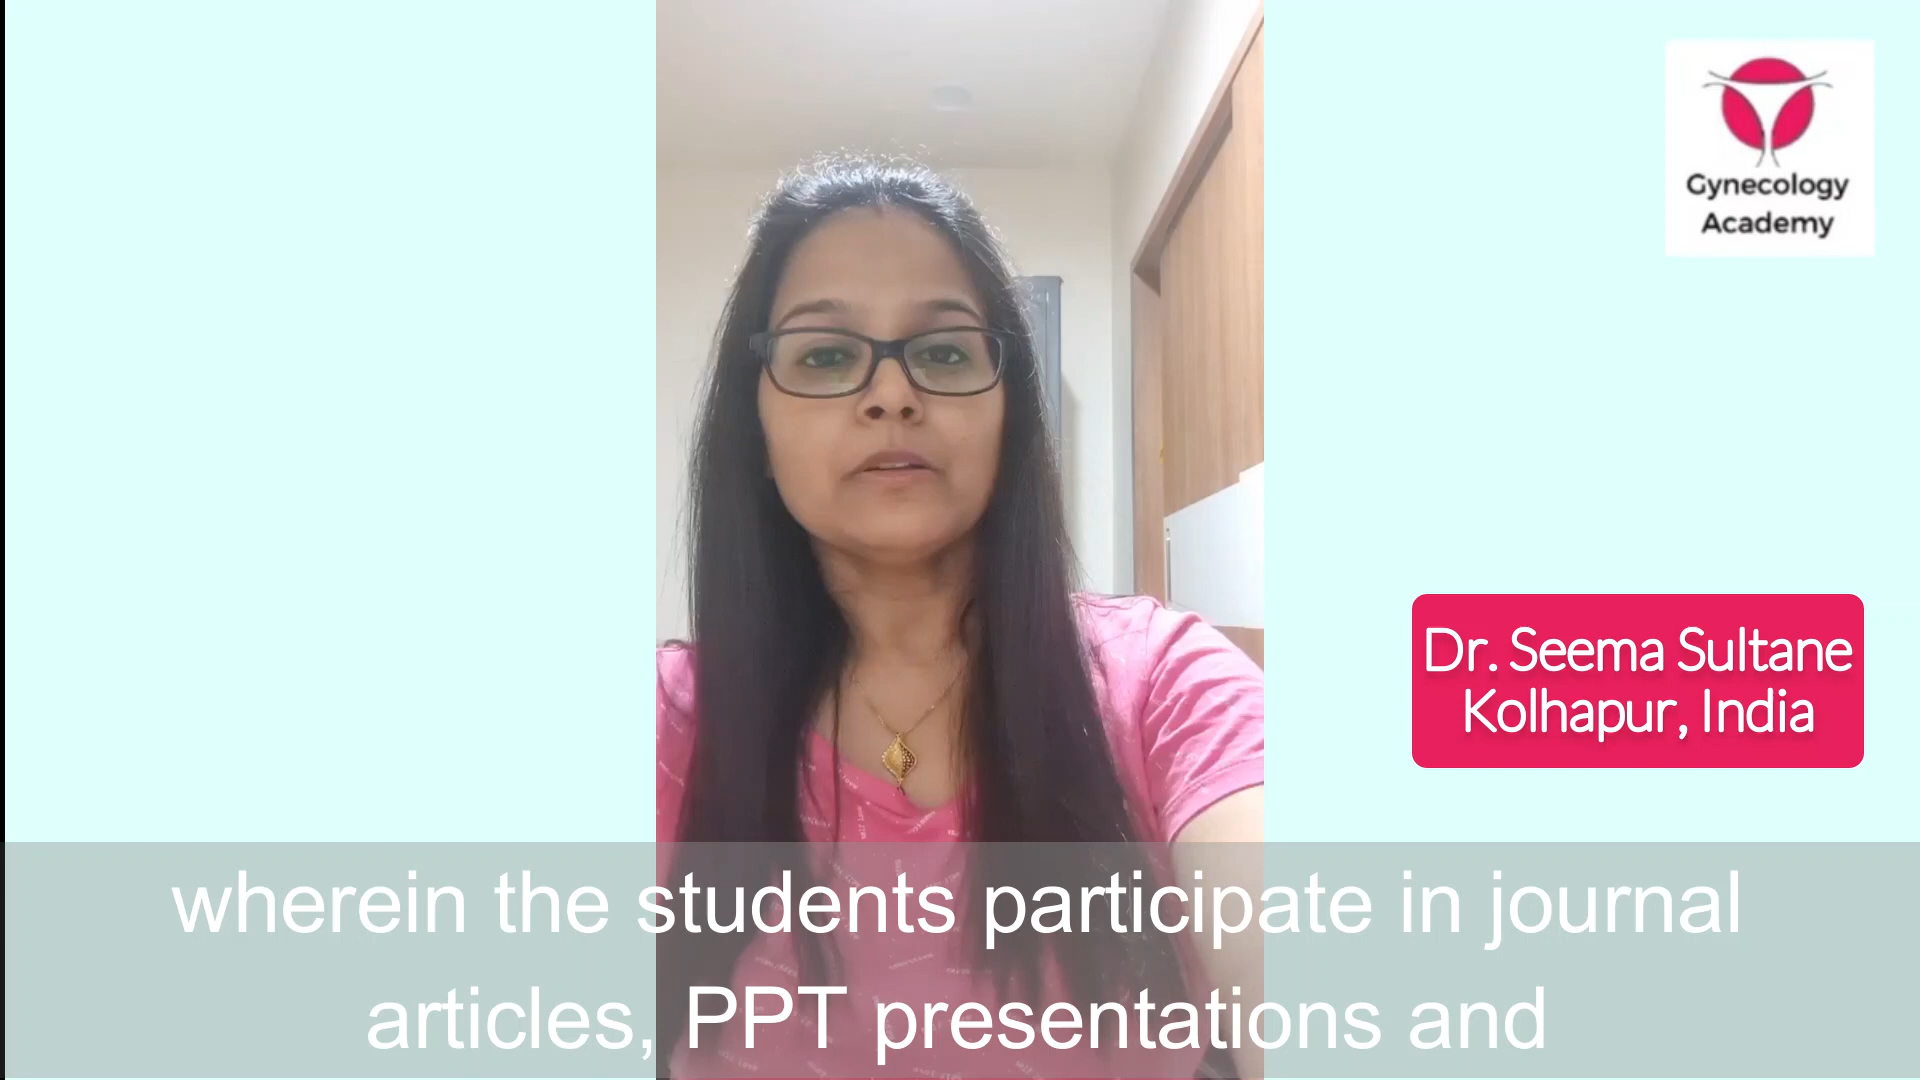 Gynecology
Academy
Dr. Seema Sultane
Kolhapur, India
wherein the students participate in journal
articles, PPT presentations and